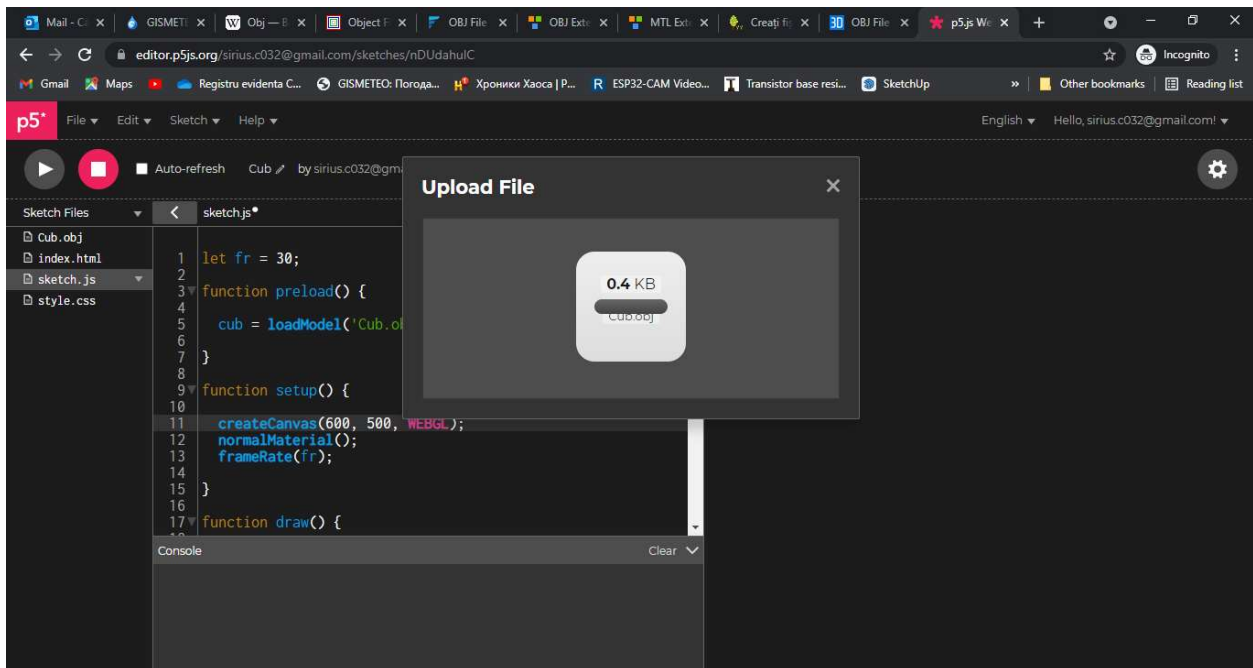 Mail - Că
GISMETI
Obj — B
Object F
OBJ File
OBJ Exte
MTL Exte
Creați fiș
OBJ File
p5.js We
editor.p5js.org/sirius.c032@gmail.com/sketches/nDUdahulC
Incognito
Gmail Maps Registru evidenta C... GISMETEO: Погода... Хроники Хаоса | Р... ESP32-CAM Video... Transistor base resi... SketchUp » Other bookmarks Reading list
p5* File Edit Sketch Help English Hello, sirius.c032@gmail.com!
Auto-refresh Cub by sirius.c032@gma
Upload File
Sketch Files sketch.js
Cub.obj
index.html
sketch.js
style.css
0.4 KB
Cub.obj
1 let fr = 30;
2
3 function preload() {
4
5 cub = loadModel('Cub.ob
6
7 }
8
9 function setup() {
10
11 createCanvas(600, 500, WEBGL);
12 normalMaterial();
13 frameRate(fr);
14
15 }
16
17 function draw() {
Console Clear